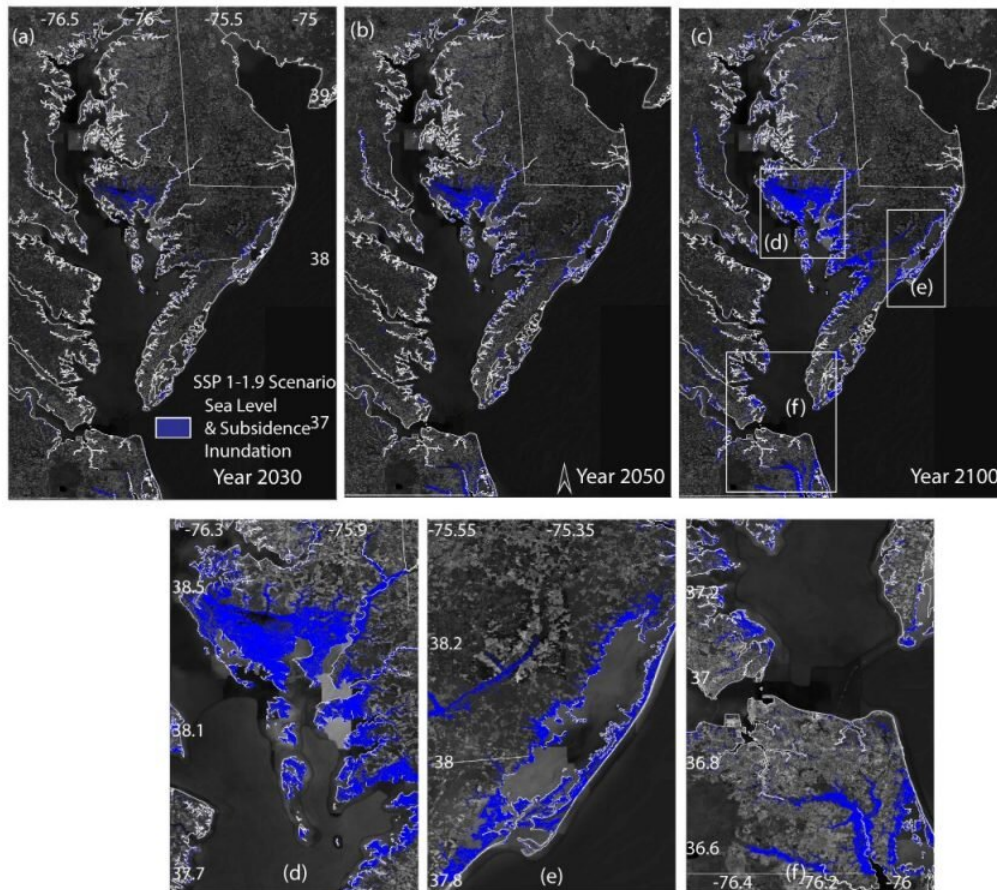 (a)
-76.5
-76
-75.5
-75
39
38
37
SSP 1-1.9 Scenario
Sea Level
& Subsidence
Inundation
Year 2030
(b)
Year 2050
(c)
(d)
(e)
(f)
Year 2100
-76.3
-75.9
38.5
38.1
37.7
(d)
-75.55
-75.35
38.2
38
37.8
(e)
37.2
37
36.8
36.6
-76.4
-76.2
-76
(f)